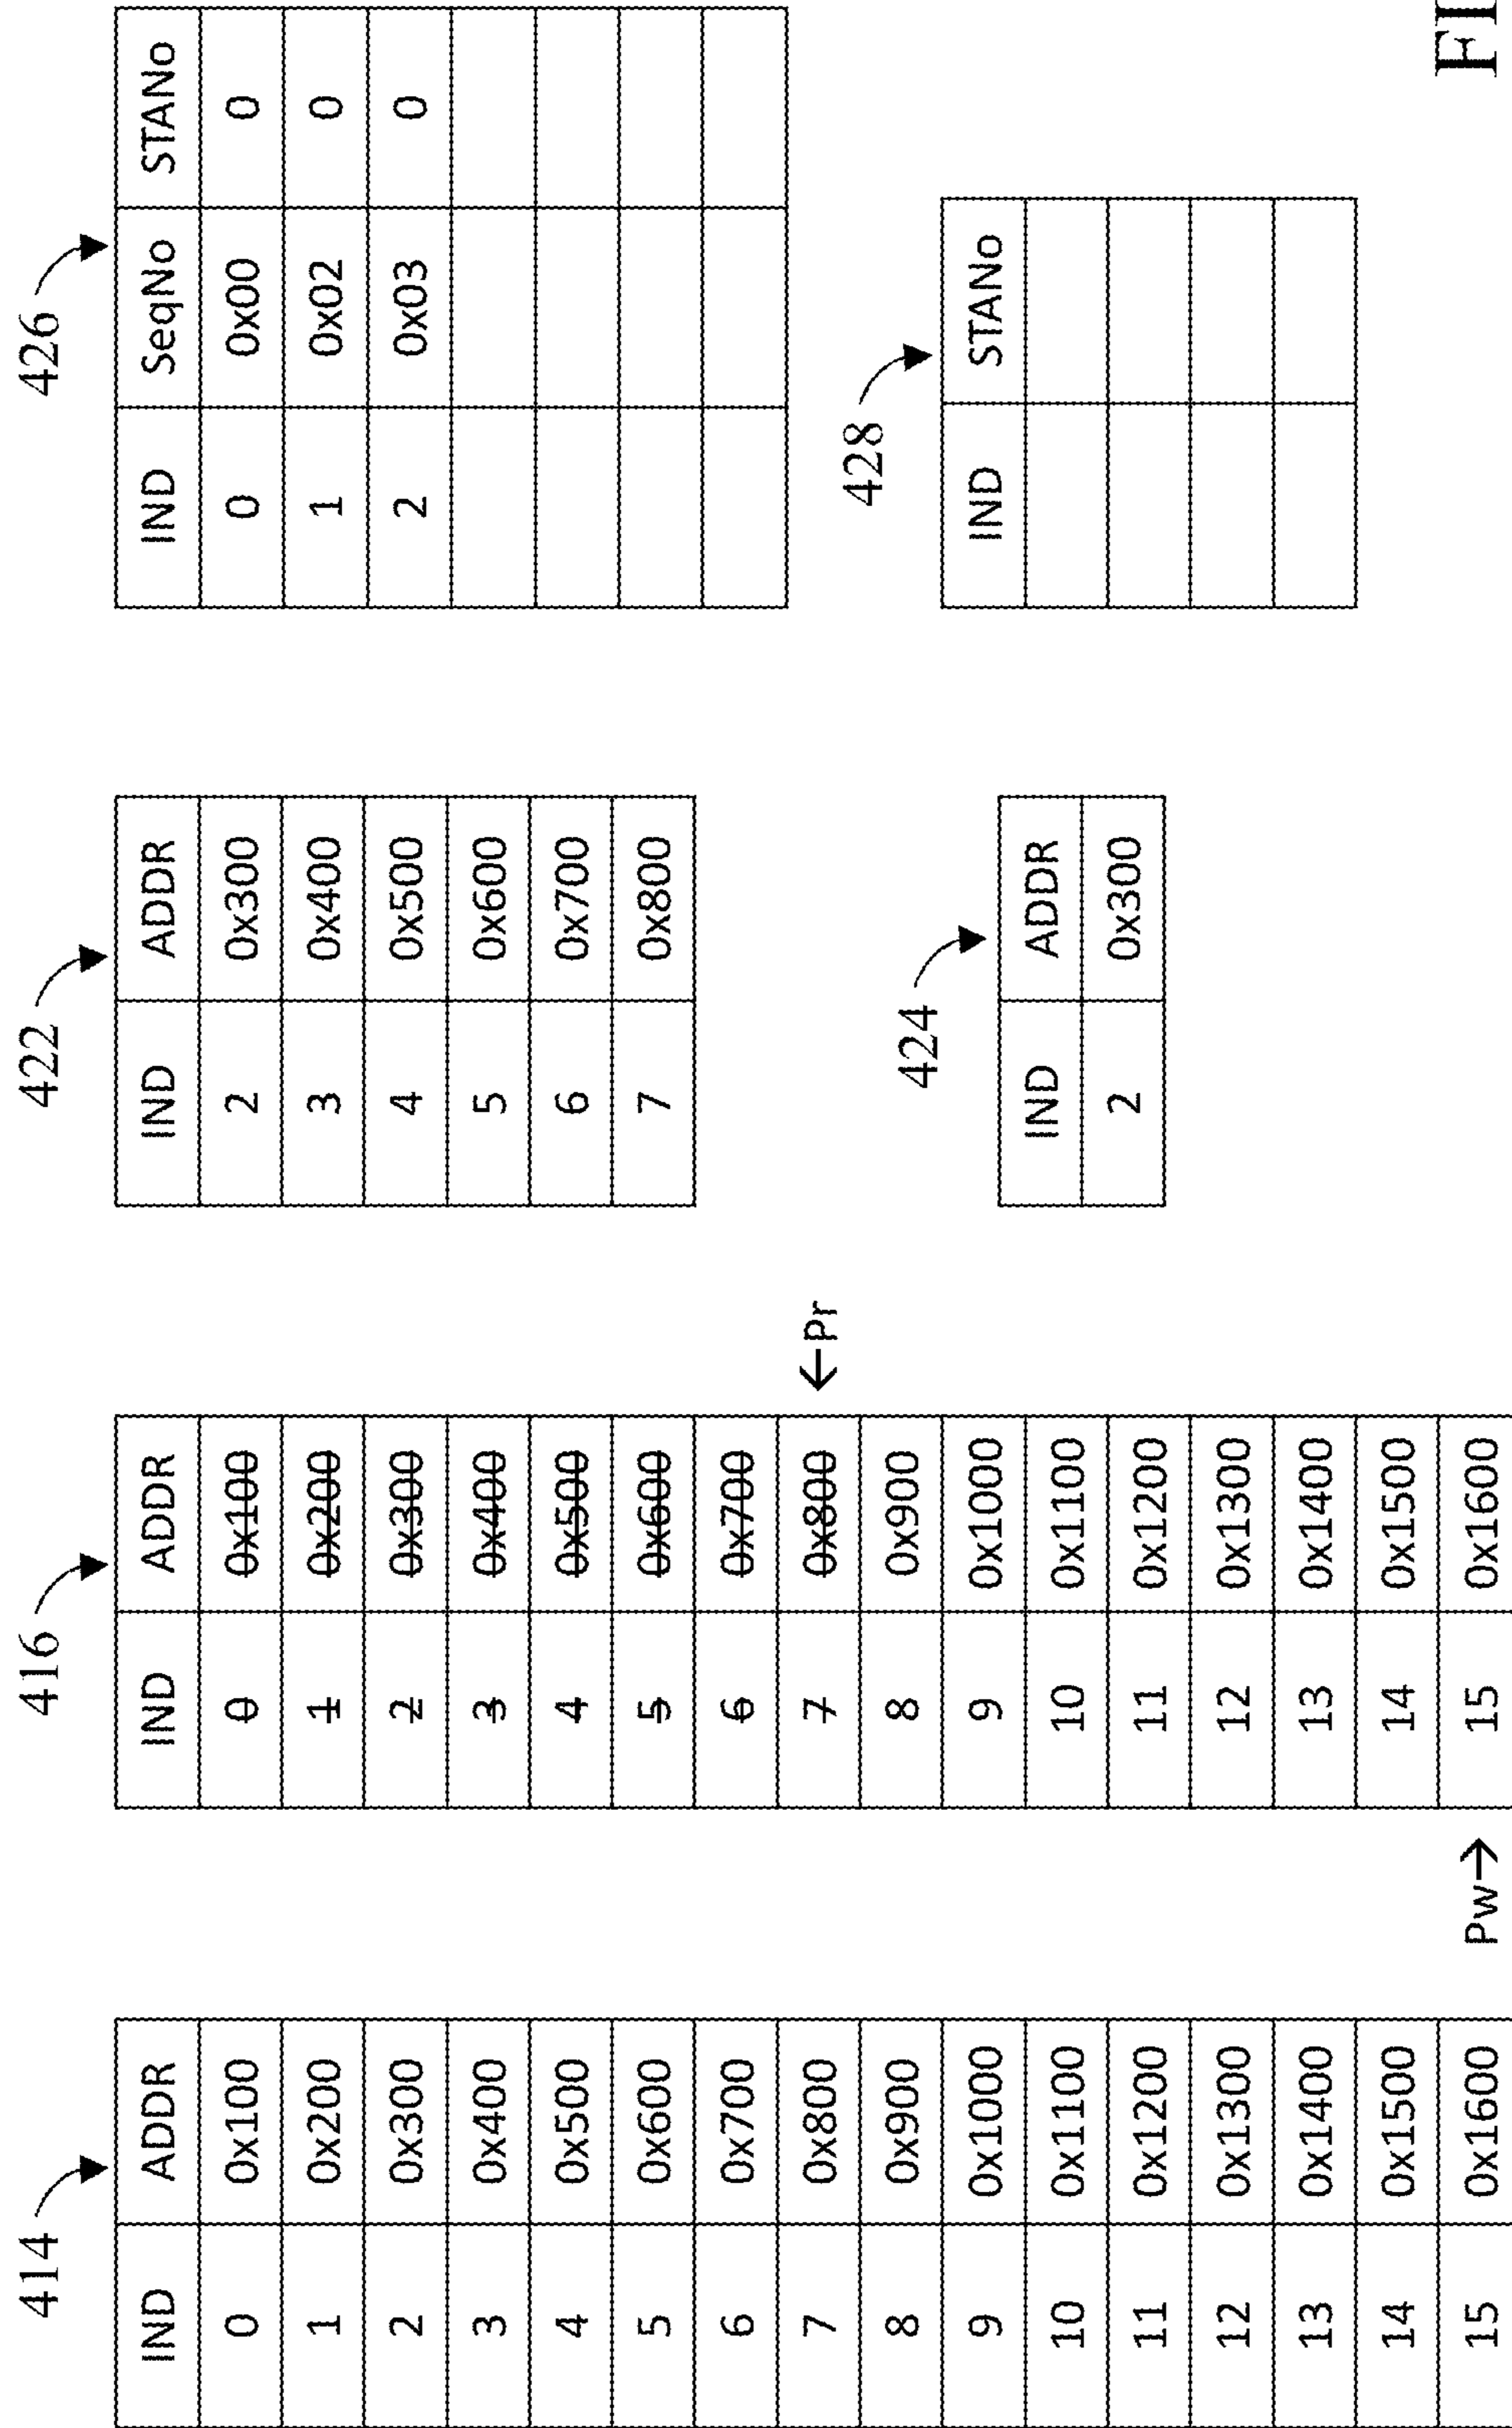 414
IND ADDR
0 0x100
1 0x200
2 0x300
3 0x400
4 0x500
5 0x600
6 0x700
7 0x800
8 0x900
9 0x1000
10 0x1100
11 0x1200
12 0x1300
13 0x1400
14 0x1500
15 0x1600
416
IND ADDR
0 0x100
1 0x200
2 0x300
3 0x400
4 0x500
5 0x600
6 0x700
7 0x800 ←Pr
8 0x900
9 0x1000
10 0x1100
11 0x1200
12 0x1300
13 0x1400
14 0x1500
Pw→ 15 0x1600
422
IND ADDR
2 0x300
3 0x400
4 0x500
5 0x600
6 0x700
7 0x800
424
IND ADDR
2 0x300
426
IND SeqNo STANo
0 0x00 0
1 0x02 0
2 0x03 0
428
IND STANo